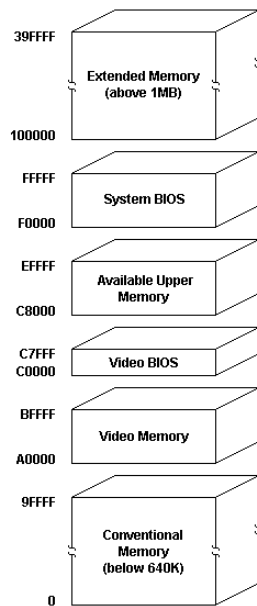 39FFFF
Extended Memory
(above 1MB)
100000
FFFFF
System BIOS
F0000
EFFFF
Available Upper
Memory
C8000
C7FFF
Video BIOS
C0000
BFFFF
Video Memory
A0000
9FFFF
Conventional
Memory
(below 640K)
0